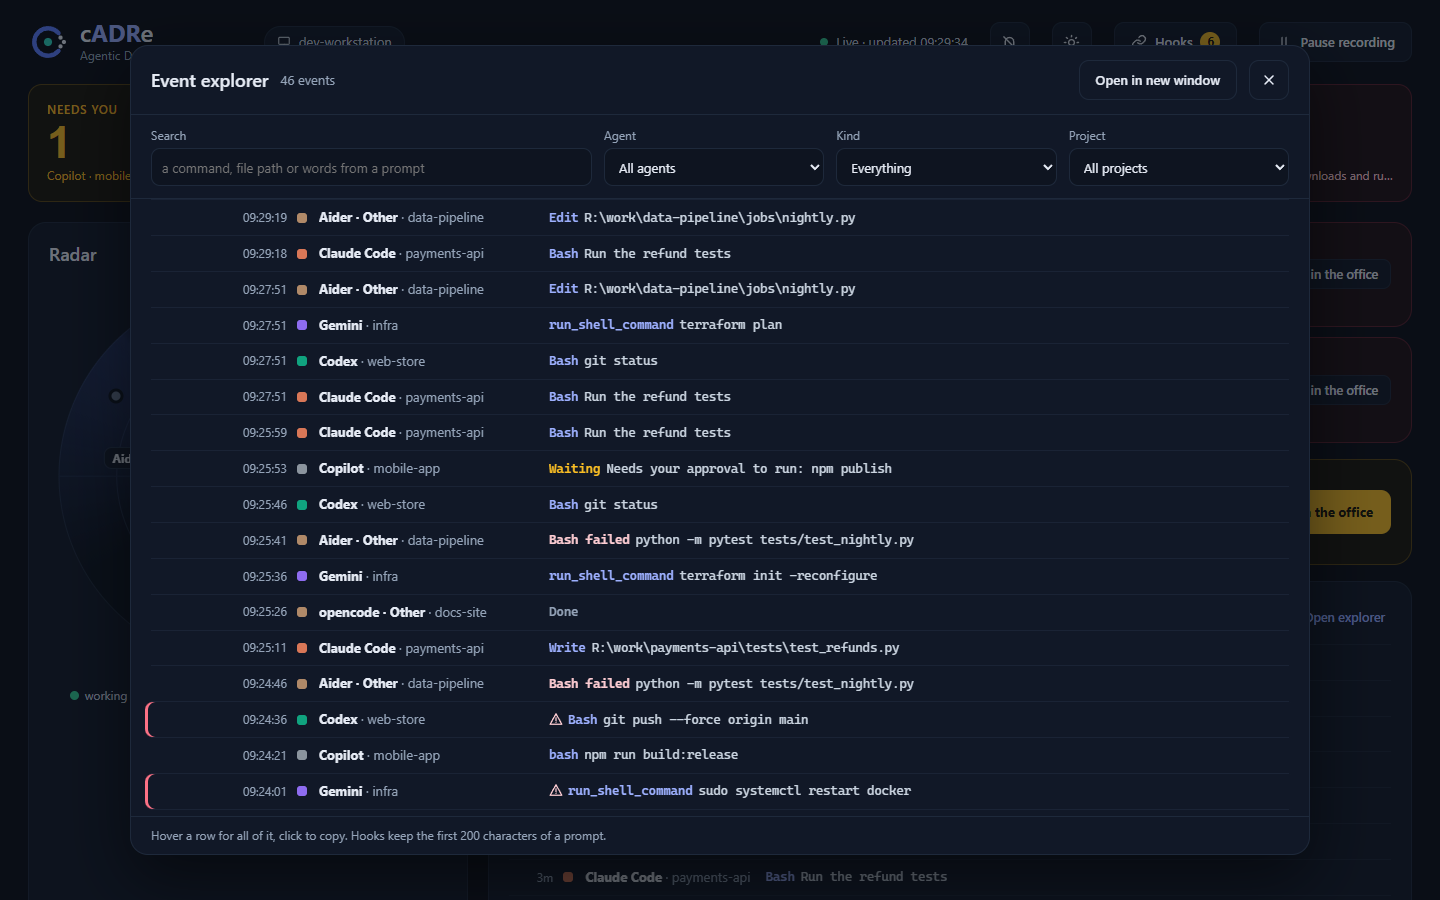 cADRe
Agentic D
dev-workstation
Live · updated 09:29:34
Hooks 6
Pause recording
NEEDS YOU
1
Copilot · mobile
wnloads and ru...
Radar
Aid
working
in the office
in the office
the office
Open explorer
Event explorer 46 events
Open in new window
Search Agent Kind Project
a command, file path or words from a prompt All agents Everything All projects
09:29:19 Aider · Other · data-pipeline Edit R:\work\data-pipeline\jobs\nightly.py
09:29:18 Claude Code · payments-api Bash Run the refund tests
09:27:51 Aider · Other · data-pipeline Edit R:\work\data-pipeline\jobs\nightly.py
09:27:51 Gemini · infra run_shell_command terraform plan
09:27:51 Codex · web-store Bash git status
09:27:51 Claude Code · payments-api Bash Run the refund tests
09:25:59 Claude Code · payments-api Bash Run the refund tests
09:25:53 Copilot · mobile-app Waiting Needs your approval to run: npm publish
09:25:46 Codex · web-store Bash git status
09:25:41 Aider · Other · data-pipeline Bash failed python -m pytest tests/test_nightly.py
09:25:36 Gemini · infra run_shell_command terraform init -reconfigure
09:25:26 opencode · Other · docs-site Done
09:25:11 Claude Code · payments-api Write R:\work\payments-api\tests\test_refunds.py
09:24:46 Aider · Other · data-pipeline Bash failed python -m pytest tests/test_nightly.py
09:24:36 Codex · web-store ⚠ Bash git push --force origin main
09:24:21 Copilot · mobile-app bash npm run build:release
09:24:01 Gemini · infra ⚠ run_shell_command sudo systemctl restart docker
Hover a row for all of it, click to copy. Hooks keep the first 200 characters of a prompt.
3m Claude Code · payments-api Bash Run the refund tests